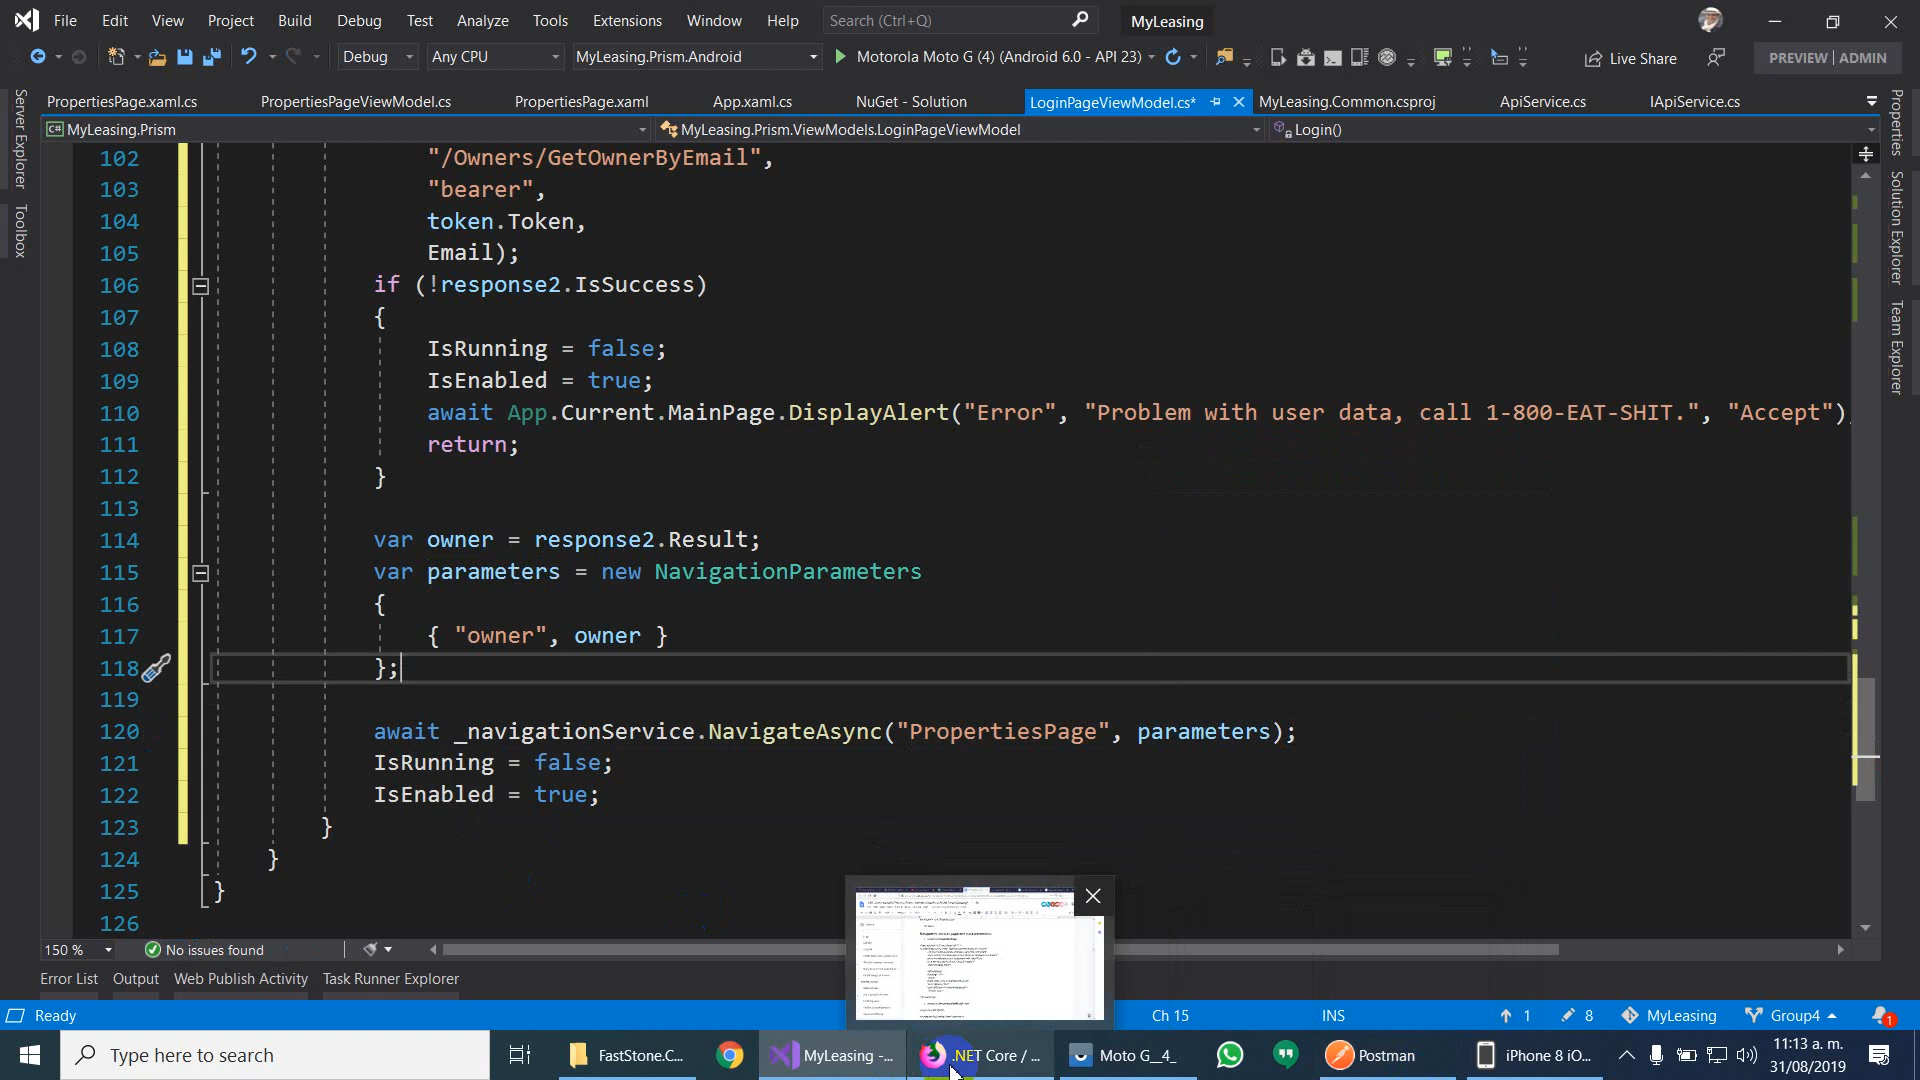 File Edit View Project Build Debug Test Analyze Tools Extensions Window Help Search (Ctrl+Q) MyLeasing
Debug Any CPU MyLeasing.Prism.Android Motorola Moto G (4) (Android 6.0 - API 23) Live Share PREVIEW ADMIN
PropertiesPage.xaml.cs PropertiesPageViewModel.cs PropertiesPage.xaml App.xaml.cs NuGet - Solution LoginPageViewModel.cs* MyLeasing.Common.csproj ApiService.cs IApiService.cs
C# MyLeasing.Prism MyLeasing.Prism.ViewModels.LoginPageViewModel Login()
Server Explorer
Toolbox
Properties
Solution Explorer
Team Explorer
102 "/Owners/GetOwnerByEmail",
103 "bearer",
104 token.Token,
105 Email);
106 if (!response2.IsSuccess)
107 {
108 IsRunning = false;
109 IsEnabled = true;
110 await App.Current.MainPage.DisplayAlert("Error", "Problem with user data, call 1-800-EAT-SHIT.", "Accept")
111 return;
112 }
113
114 var owner = response2.Result;
115 var parameters = new NavigationParameters
116 {
117 { "owner", owner }
118 };
119
120 await _navigationService.NavigateAsync("PropertiesPage", parameters);
121 IsRunning = false;
122 IsEnabled = true;
123 }
124 }
125 }
126
150 % No issues found
Error List Output Web Publish Activity Task Runner Explorer
Ready Ch 15 INS 1 8 MyLeasing Group4 1
Type here to search FastStone.C... MyLeasing -... .NET Core / ... Moto G__4_ Postman iPhone 8 iO... 11:13 a. m.
31/08/2019